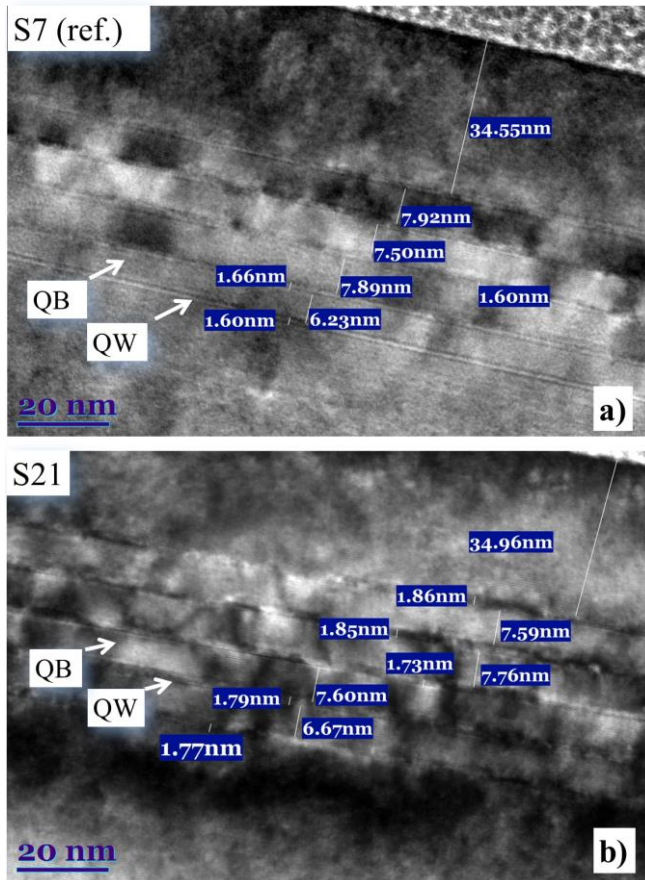 S7 (ref.)
34.55nm
7.92nm
7.50nm
1.66nm
7.89nm
1.60nm
QB
QW
1.60nm
6.23nm
20 nm
a)
S21
34.96nm
1.86nm
1.85nm
7.59nm
1.73nm
7.76nm
QB
QW
1.79nm
7.60nm
6.67nm
1.77nm
20 nm
b)